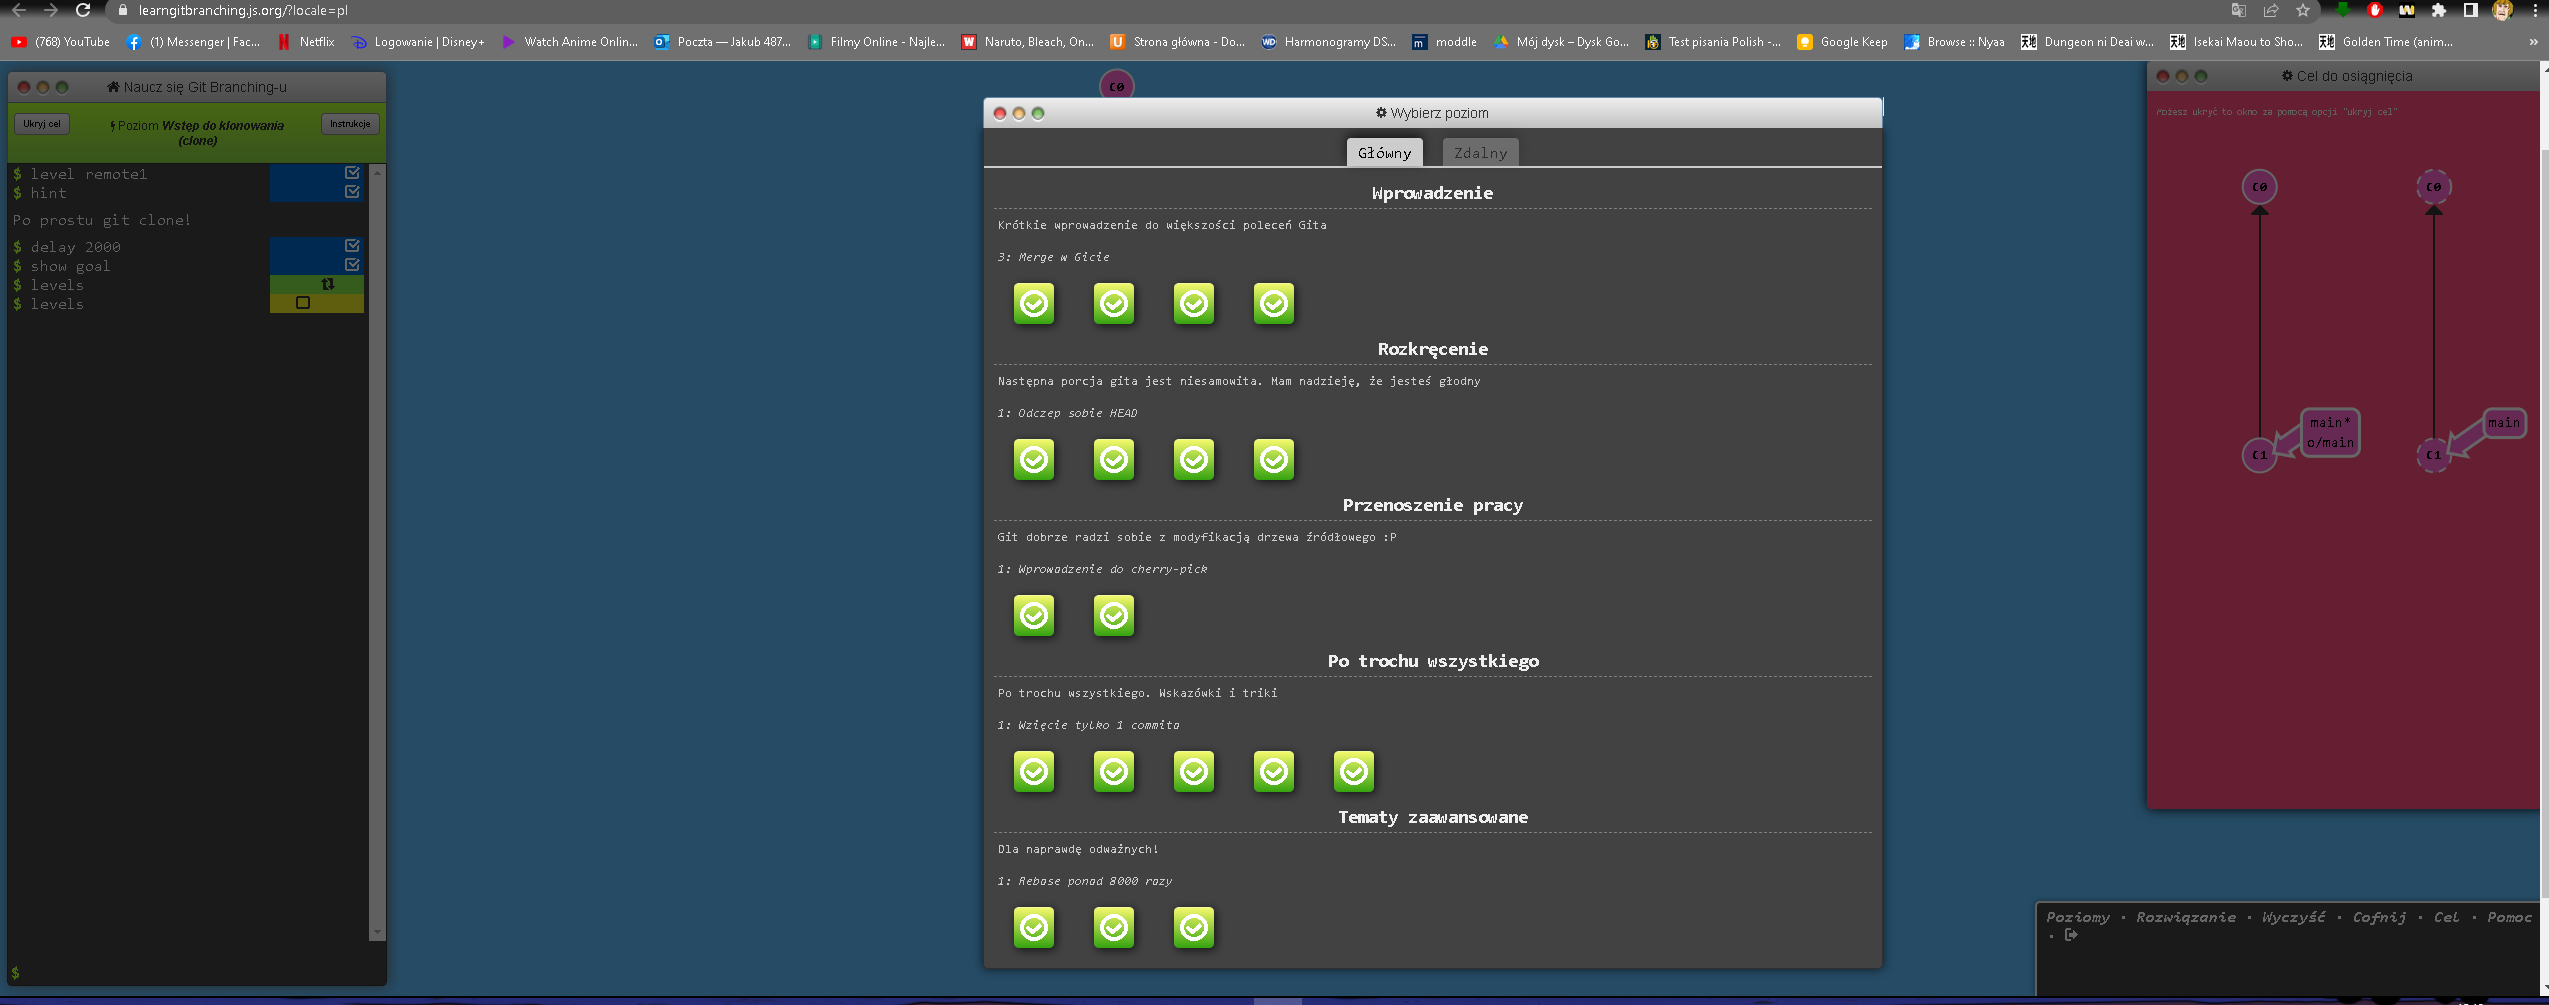 learngitbranching.js.org/?locale=pl
(768) YouTube
(1) Messenger | Fac...
Netflix
Logowanie | Disney+
Watch Anime Onlin...
Poczta — Jakub 487...
Filmy Online - Najle...
Naruto, Bleach, On...
Strona główna - Do...
Harmonogramy DS...
moddle
Mój dysk – Dysk Go...
Test pisania Polish -...
Google Keep
Browse :: Nyaa
Dungeon ni Deai w...
Isekai Maou to Sho...
Golden Time (anim...
»
Naucz się Git Branching-u
Ukryj cel
Poziom Wstęp do klonowania
(clone)
Instrukcje
$ level remote1
$ hint
Po prostu git clone!
$ delay 2000
$ show goal
$ levels
$ levels
$
C0
Wybierz poziom
Główny
Zdalny
Wprowadzenie
Krótkie wprowadzenie do większości poleceń Gita
3: Merge w Gicie
Rozkręcenie
Następna porcja gita jest niesamowita. Mam nadzieję, że jesteś głodny
1: Odczep sobie HEAD
Przenoszenie pracy
Git dobrze radzi sobie z modyfikacją drzewa źródłowego :P
1: Wprowadzenie do cherry-pick
Po trochu wszystkiego
Po trochu wszystkiego. Wskazówki i triki
1: Wzięcie tylko 1 commita
Tematy zaawansowane
Dla naprawdę odważnych!
1: Rebase ponad 8000 razy
Cel do osiągnięcia
Możesz ukryć to okno za pomocą opcji "ukryj cel"
C0
C0
main*
o/main
main
C1
C1
Poziomy · Rozwiązanie · Wyczyść · Cofnij · Cel · Pomoc
·